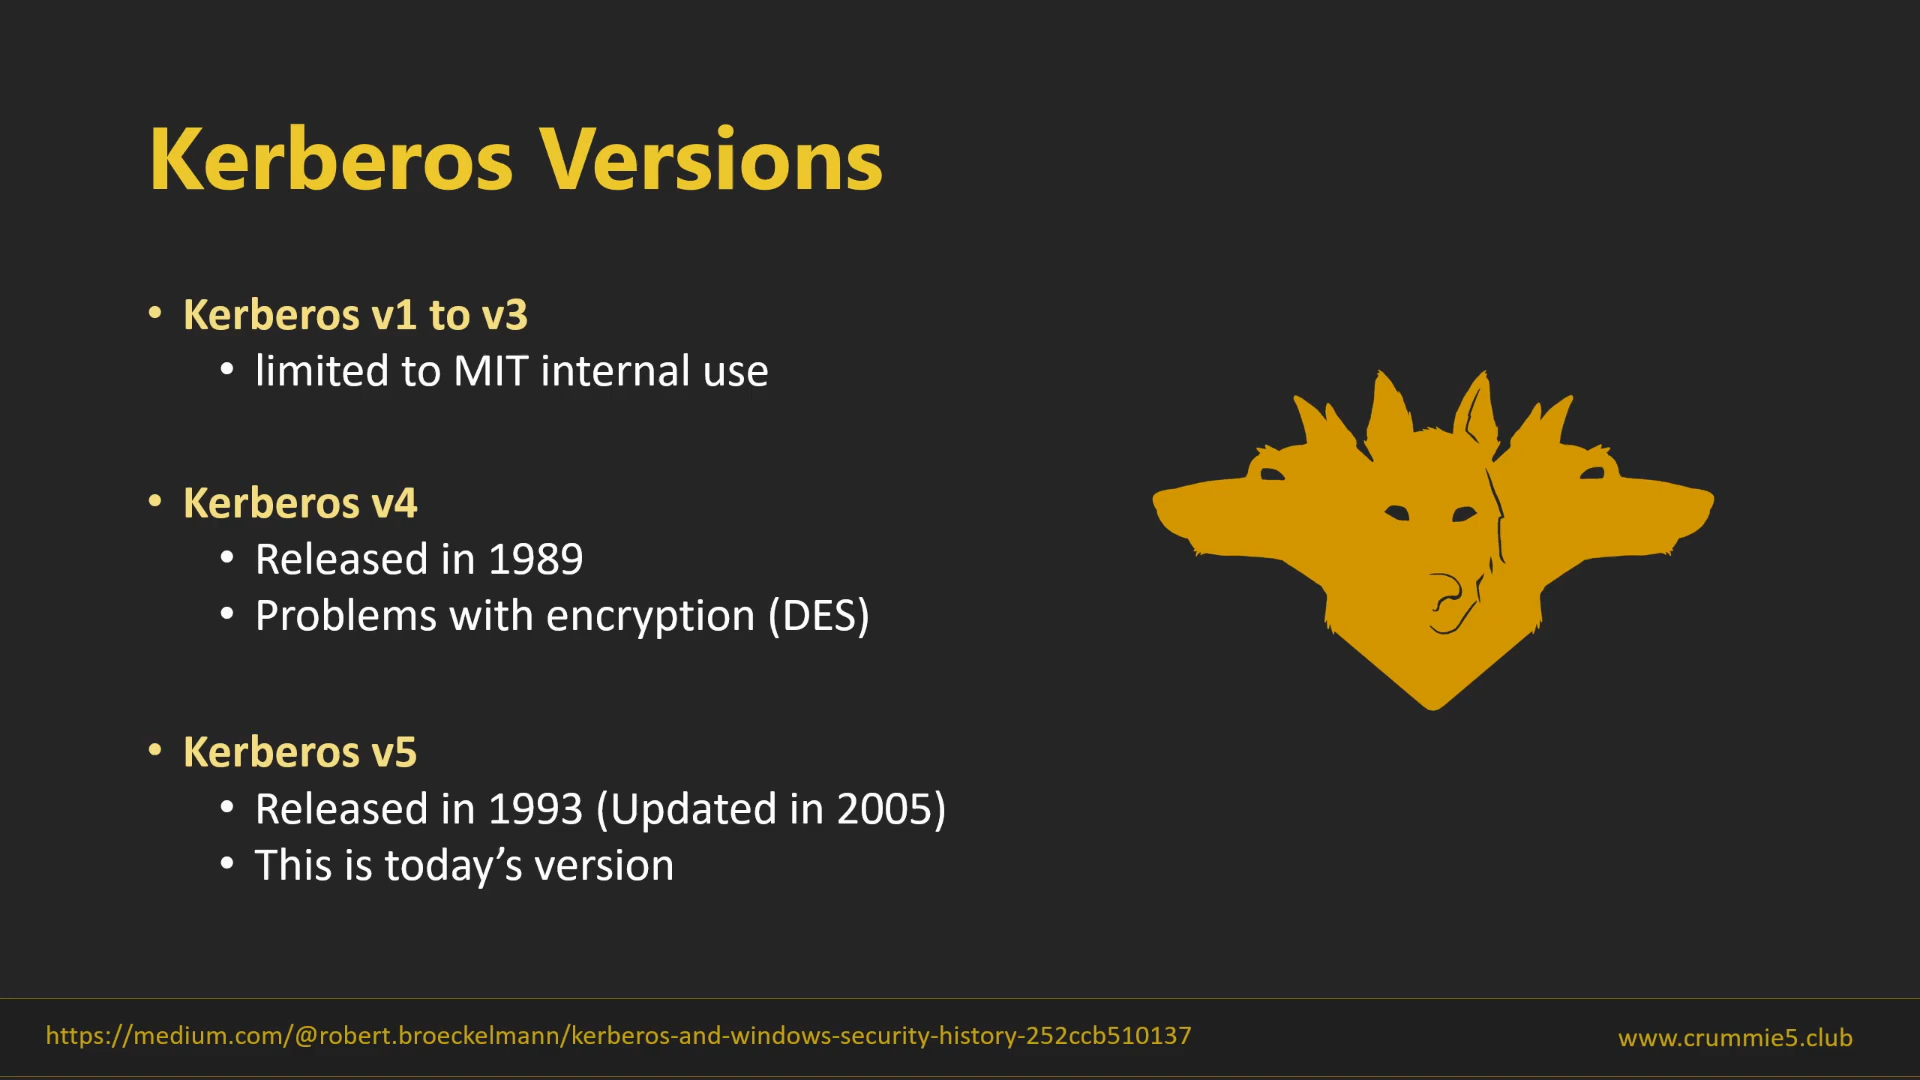 Kerberos Versions
• Kerberos v1 to v3
• limited to MIT internal use
• Kerberos v4
• Released in 1989
• Problems with encryption (DES)
• Kerberos v5
• Released in 1993 (Updated in 2005)
• This is today’s version
https://medium.com/@robert.broeckelmann/kerberos-and-windows-security-history-252ccb510137
www.crummie5.club